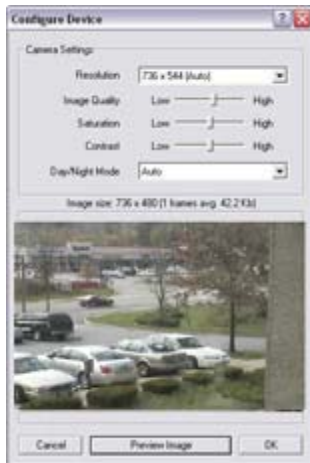 Configure Device
Camera Settings
Resolution 736 x 544 (Auto)
Image Quality Low High
Saturation Low High
Contrast Low High
Day/Night Mode Auto
Image size: 736 x 480 (1 frames avg. 42.2 Kb)
Cancel Preview Image OK